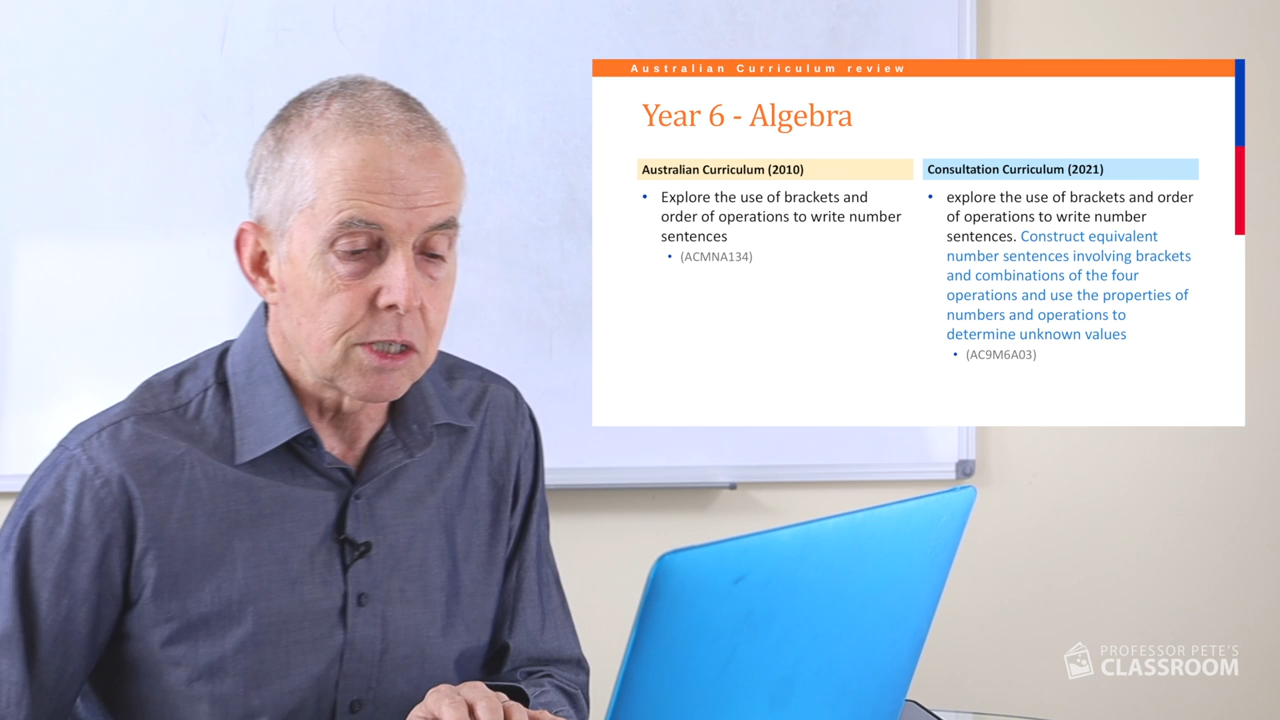 Australian Curriculum review
Year 6 - Algebra
Australian Curriculum (2010)
• Explore the use of brackets and
order of operations to write number
sentences
• (ACMNA134)
Consultation Curriculum (2021)
• explore the use of brackets and order
of operations to write number
sentences. Construct equivalent
number sentences involving brackets
and combinations of the four
operations and use the properties of
numbers and operations to
determine unknown values
• (AC9M6A03)
PROFESSOR PETE'S
CLASSROOM